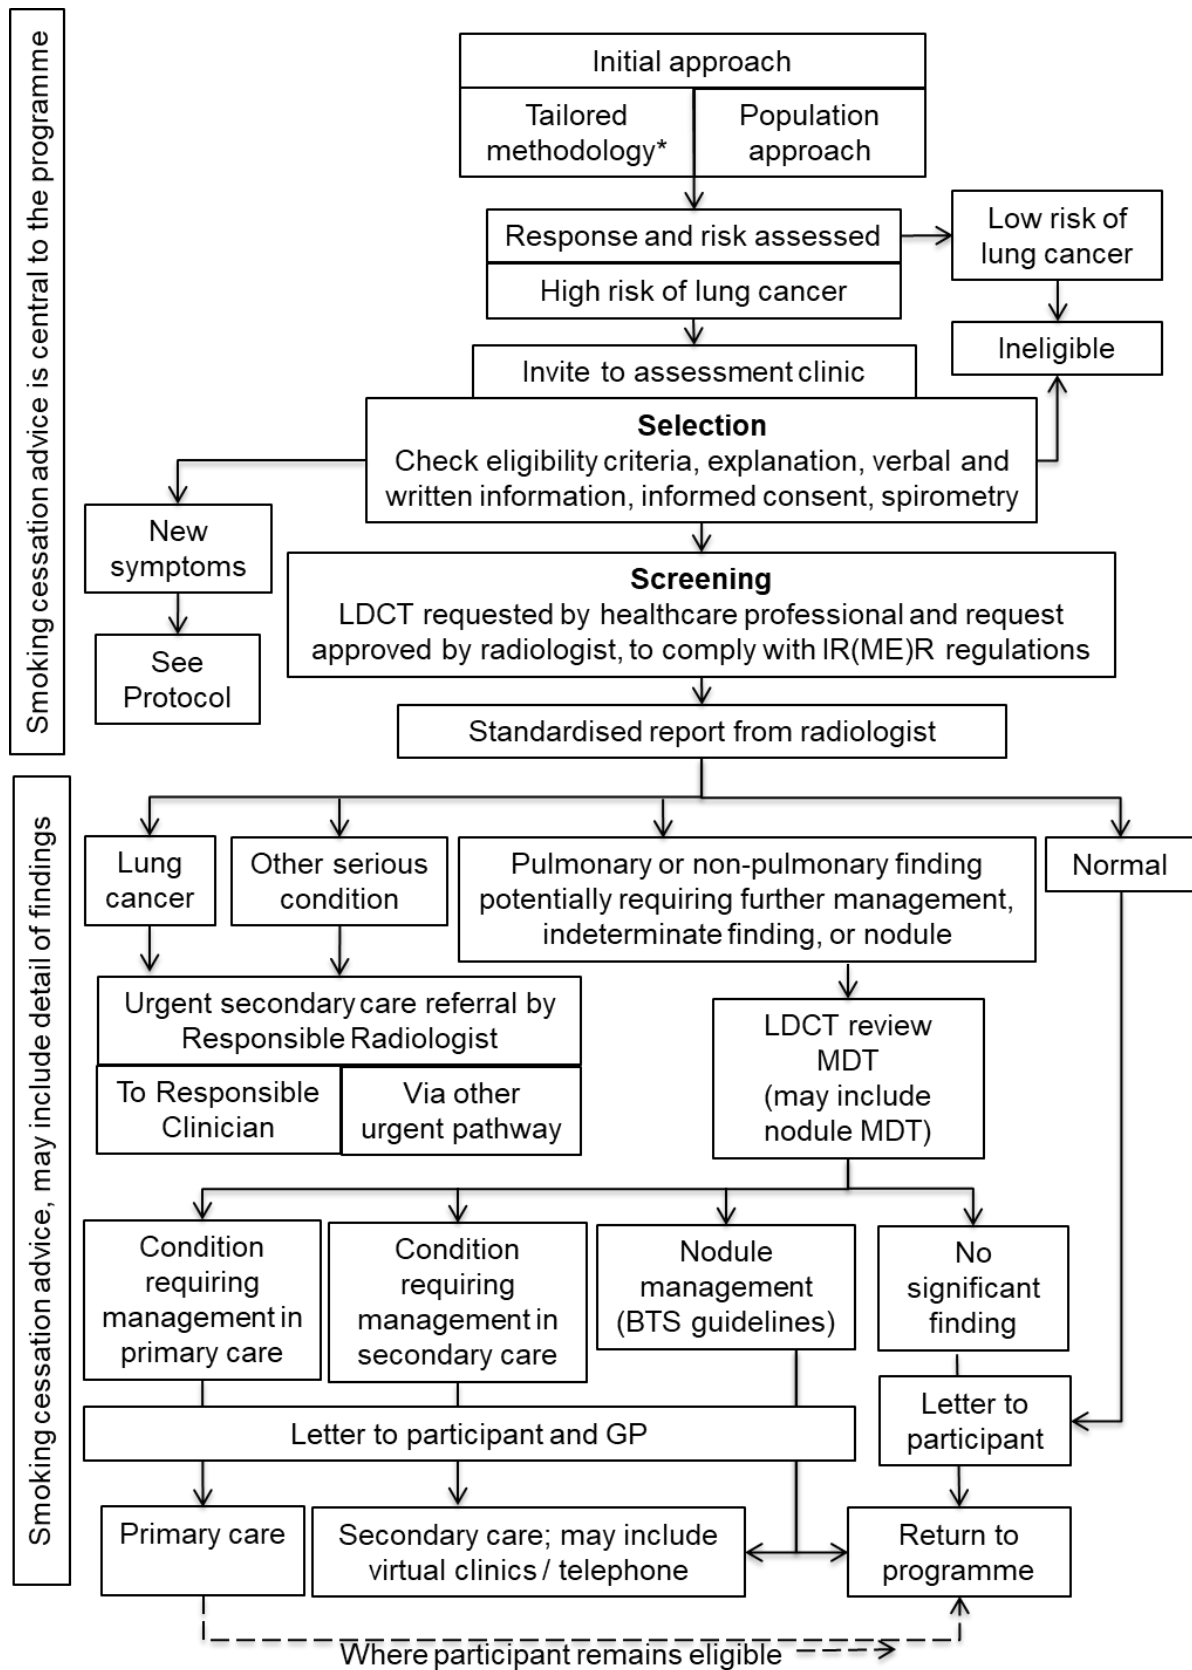 Smoking cessation advice is central to the programme
Initial approach
Tailored
methodology*
Population
approach
Response and risk assessed
Low risk of
lung cancer
High risk of lung cancer
Ineligible
Invite to assessment clinic
Selection
Check eligibility criteria, explanation, verbal and
written information, informed consent, spirometry
New
symptoms
See
Protocol
Screening
LDCT requested by healthcare professional and request
approved by radiologist, to comply with IR(ME)R regulations
Standardised report from radiologist
Smoking cessation advice, may include detail of findings
Lung
cancer
Other serious
condition
Pulmonary or non-pulmonary finding
potentially requiring further management,
indeterminate finding, or nodule
Normal
Urgent secondary care referral by
Responsible Radiologist
To Responsible
Clinician
Via other
urgent pathway
LDCT review
MDT
(may include
nodule MDT)
Condition
requiring
management in
primary care
Condition
requiring
management in
secondary care
Nodule
management
(BTS guidelines)
No
significant
finding
Letter to participant and GP
Letter to
participant
Primary care
Secondary care; may include
virtual clinics / telephone
Return to
programme
Where participant remains eligible